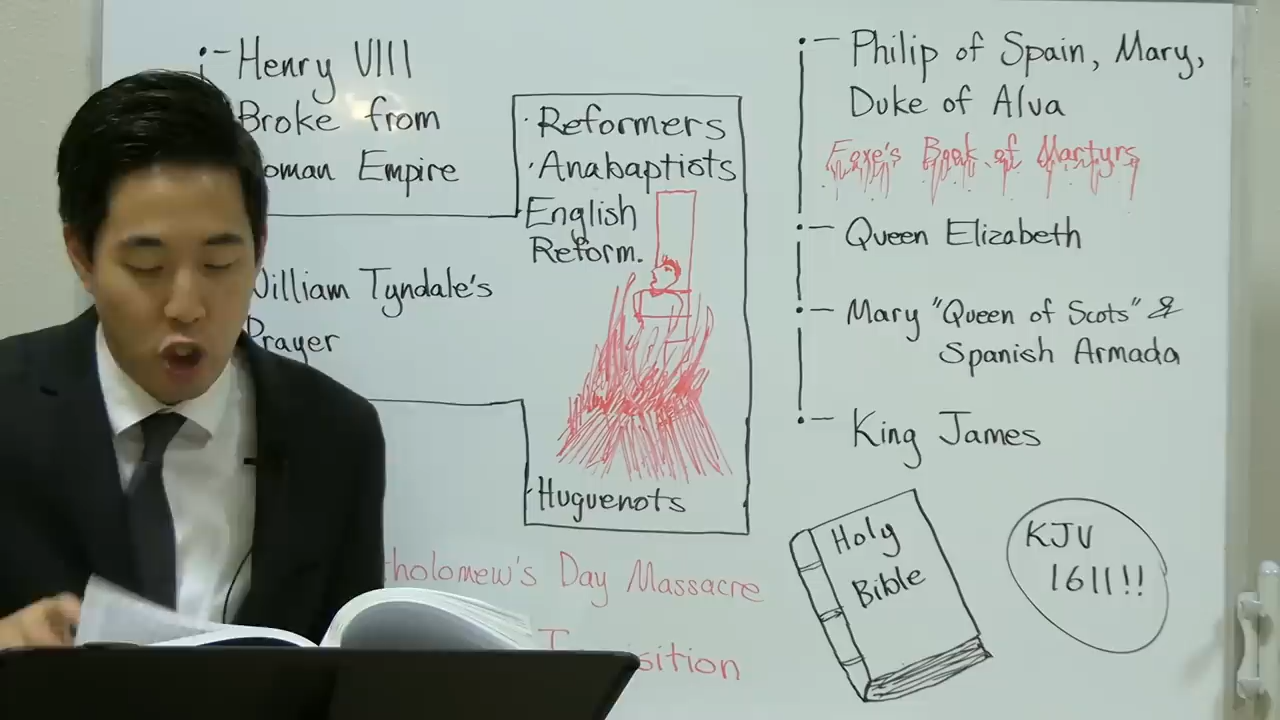 Henry VIII
Broke from
oman Empire
illiam Tyndale's
Prayer
· Reformers
· Anabaptists
English
Reform.
· Huguenots
tholomew's Day Massacre
I sition
Philip of Spain, Mary,
Duke of Alva
Foxe's Book of Martyrs
Queen Elizabeth
Mary "Queen of Scots" &
Spanish Armada
King James
Holy
Bible
KJV
1611!!